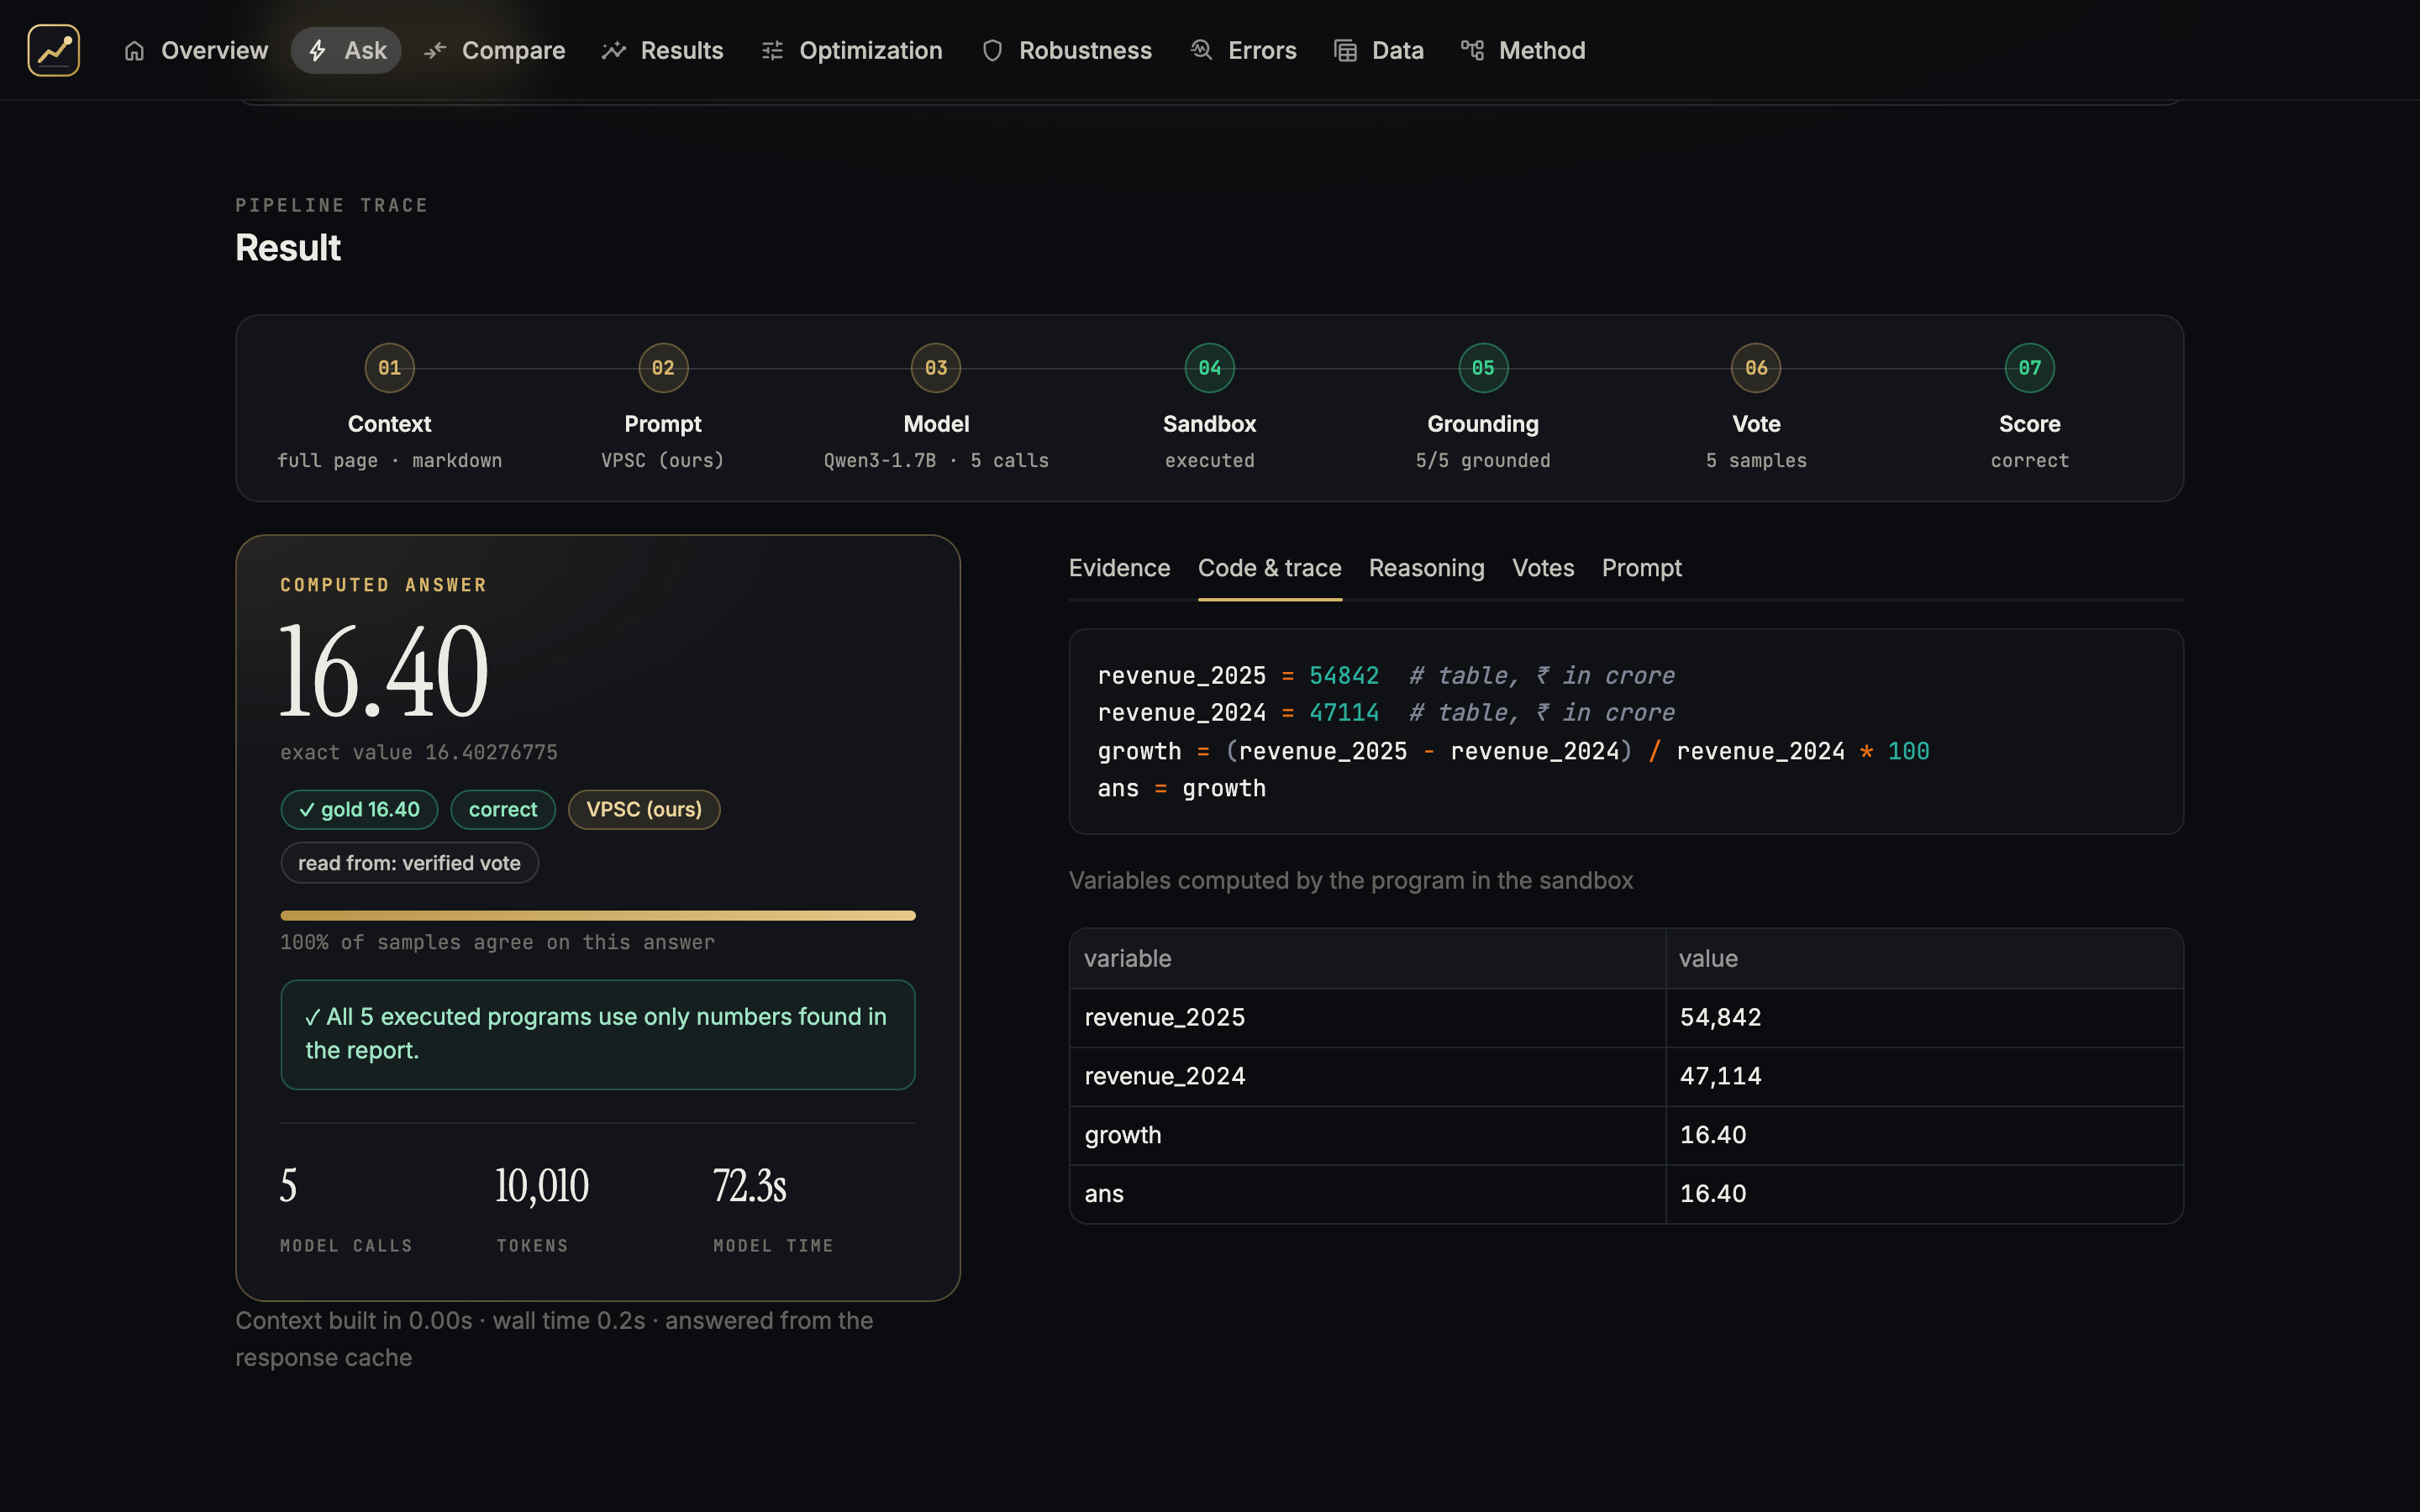 Overview Ask Compare Results Optimization Robustness Errors Data Method
PIPELINE TRACE
Result
01 02 03 04 05 06 07
Context Prompt Model Sandbox Grounding Vote Score
full page · markdown VPSC (ours) Qwen3-1.7B · 5 calls executed 5/5 grounded 5 samples correct
COMPUTED ANSWER
16.40
exact value 16.40276775
✓ gold 16.40 correct VPSC (ours)
read from: verified vote
100% of samples agree on this answer
✓ All 5 executed programs use only numbers found in
the report.
5 10,010 72.3s
MODEL CALLS TOKENS MODEL TIME
Context built in 0.00s · wall time 0.2s · answered from the
response cache
Evidence Code & trace Reasoning Votes Prompt
revenue_2025 = 54842 # table, ₹ in crore
revenue_2024 = 47114 # table, ₹ in crore
growth = (revenue_2025 - revenue_2024) / revenue_2024 * 100
ans = growth
Variables computed by the program in the sandbox
variable value
revenue_2025 54,842
revenue_2024 47,114
growth 16.40
ans 16.40